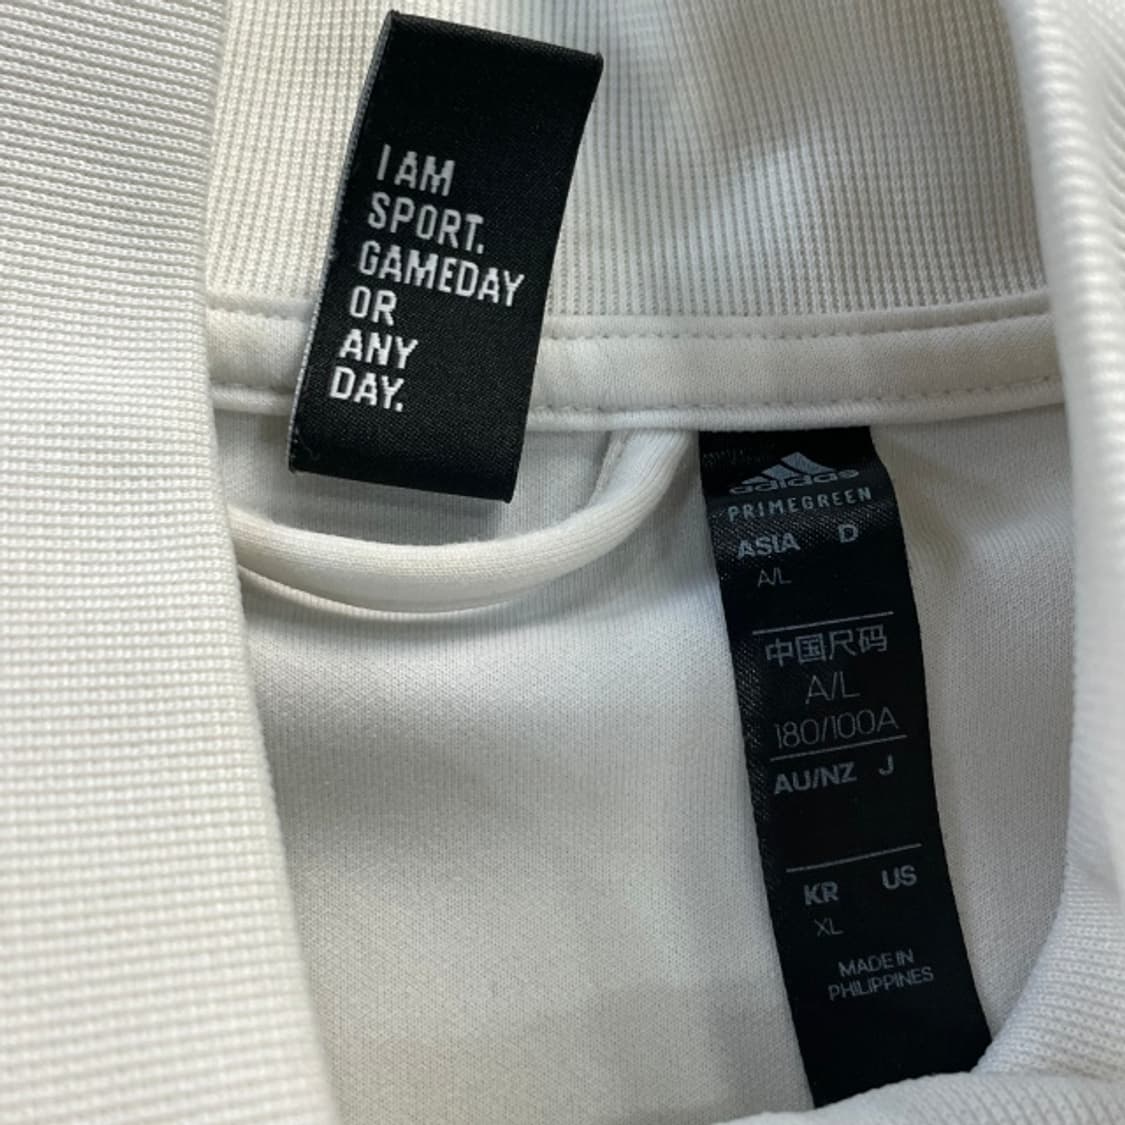 I AM
SPORT.
GAMEDAY
OR
ANY
DAY.
adidas
PRIMEGREEN
ASIA D
A/L
中国尺码
A/L
180/100A
AU/NZ J
KR US
XL
MADE IN
PHILIPPINES